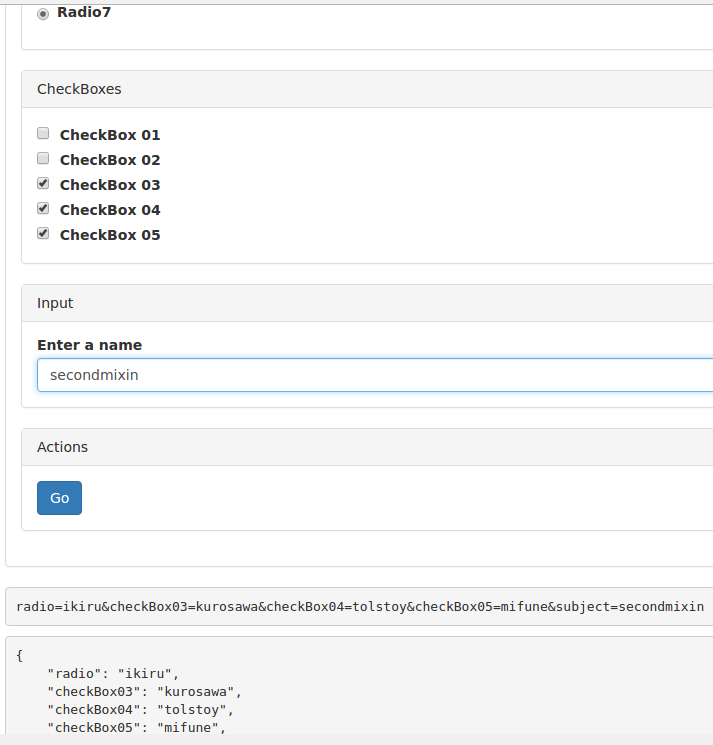 Radio7
CheckBoxes
CheckBox 01
CheckBox 02
CheckBox 03
CheckBox 04
CheckBox 05
Input
Enter a name
secondmixin
Actions
Go
radio=ikiru&checkBox03=kurosawa&checkBox04=tolstoy&checkBox05=mifune&subject=secondmixin
{
    "radio": "ikiru",
    "checkBox03": "kurosawa",
    "checkBox04": "tolstoy",
    "checkBox05": "mifune",